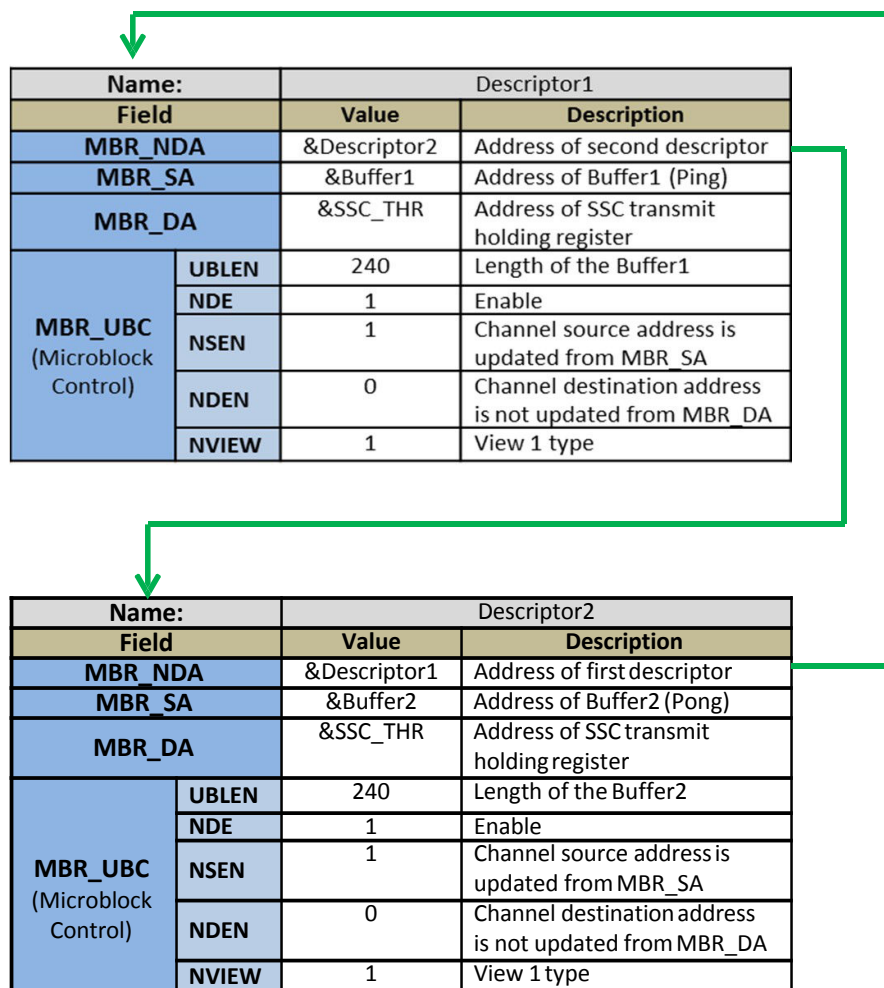 Name: Descriptor1
Field Value Description
MBR_NDA &Descriptor2 Address of second descriptor
MBR_SA &Buffer1 Address of Buffer1 (Ping)
MBR_DA &SSC_THR Address of SSC transmit
holding register
MBR_UBC
(Microblock
Control)
UBLEN 240 Length of the Buffer1
NDE 1 Enable
NSEN 1 Channel source address is
updated from MBR_SA
NDEN 0 Channel destination address
is not updated from MBR_DA
NVIEW 1 View 1 type
Name: Descriptor2
Field Value Description
MBR_NDA &Descriptor1 Address of first descriptor
MBR_SA &Buffer2 Address of Buffer2 (Pong)
MBR_DA &SSC_THR Address of SSC transmit
holding register
MBR_UBC
(Microblock
Control)
UBLEN 240 Length of the Buffer2
NDE 1 Enable
NSEN 1 Channel source address is
updated from MBR_SA
NDEN 0 Channel destination address
is not updated from MBR_DA
NVIEW 1 View 1 type